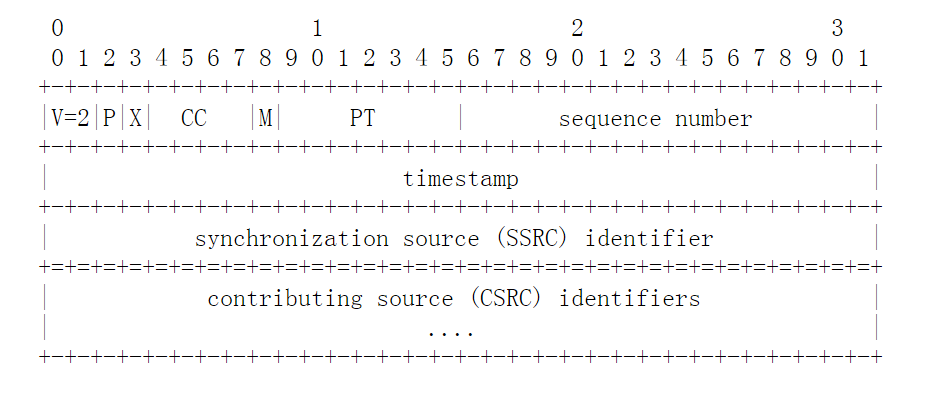 0                   1                   2                   3
0 1 2 3 4 5 6 7 8 9 0 1 2 3 4 5 6 7 8 9 0 1 2 3 4 5 6 7 8 9 0 1
+-+-+-+-+-+-+-+-+-+-+-+-+-+-+-+-+-+-+-+-+-+-+-+-+-+-+-+-+-+-+-+-+
|V=2|P|X|  CC   |M|     PT      |       sequence number         |
+-+-+-+-+-+-+-+-+-+-+-+-+-+-+-+-+-+-+-+-+-+-+-+-+-+-+-+-+-+-+-+-+
|                           timestamp                           |
+-+-+-+-+-+-+-+-+-+-+-+-+-+-+-+-+-+-+-+-+-+-+-+-+-+-+-+-+-+-+-+-+
|           synchronization source (SSRC) identifier            |
+=+=+=+=+=+=+=+=+=+=+=+=+=+=+=+=+=+=+=+=+=+=+=+=+=+=+=+=+=+=+=+=+
|            contributing source (CSRC) identifiers             |
|                             ....                              |
+-+-+-+-+-+-+-+-+-+-+-+-+-+-+-+-+-+-+-+-+-+-+-+-+-+-+-+-+-+-+-+-+